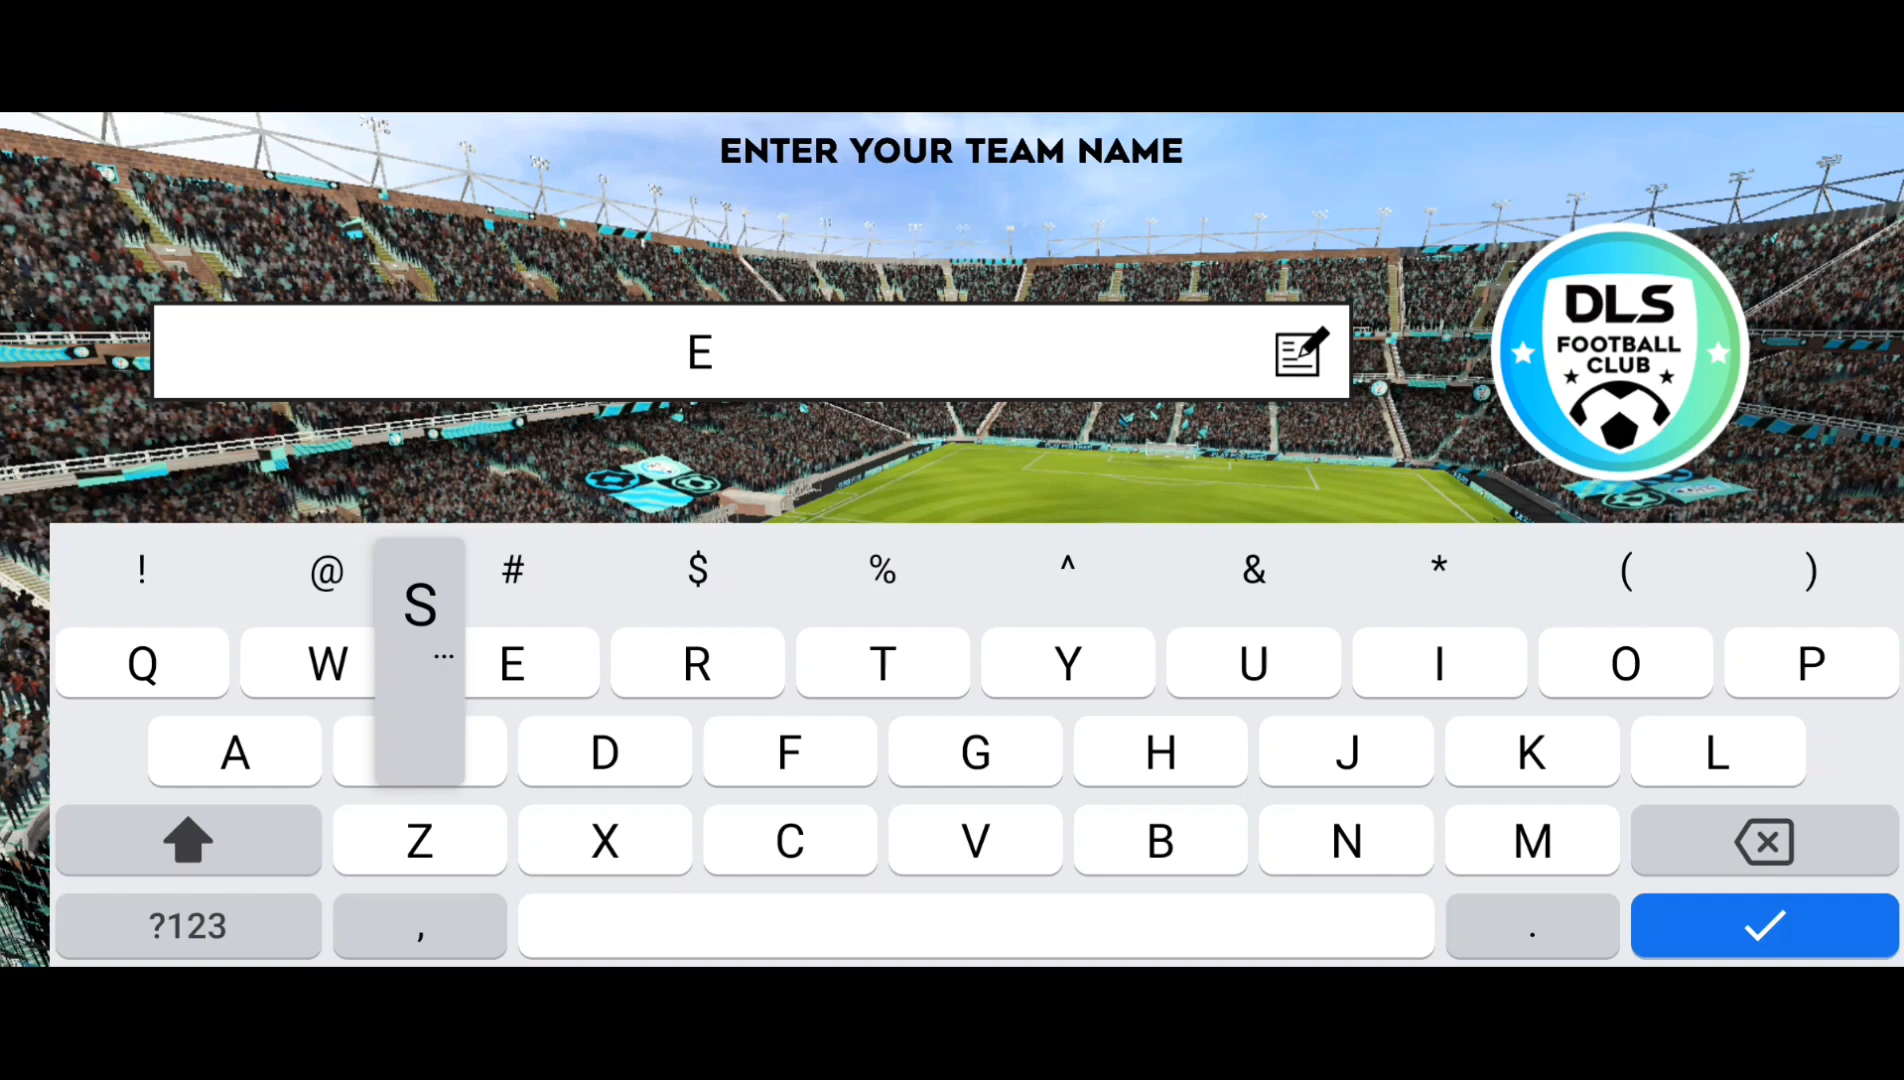 ENTER YOUR TEAM NAME
E
DLS
FOOTBALL
CLUB
! @ # $ % ^ & * ( )
S
...
Q W E R T Y U I O P
A D F G H J K L
Z X C V B N M
?123 , .